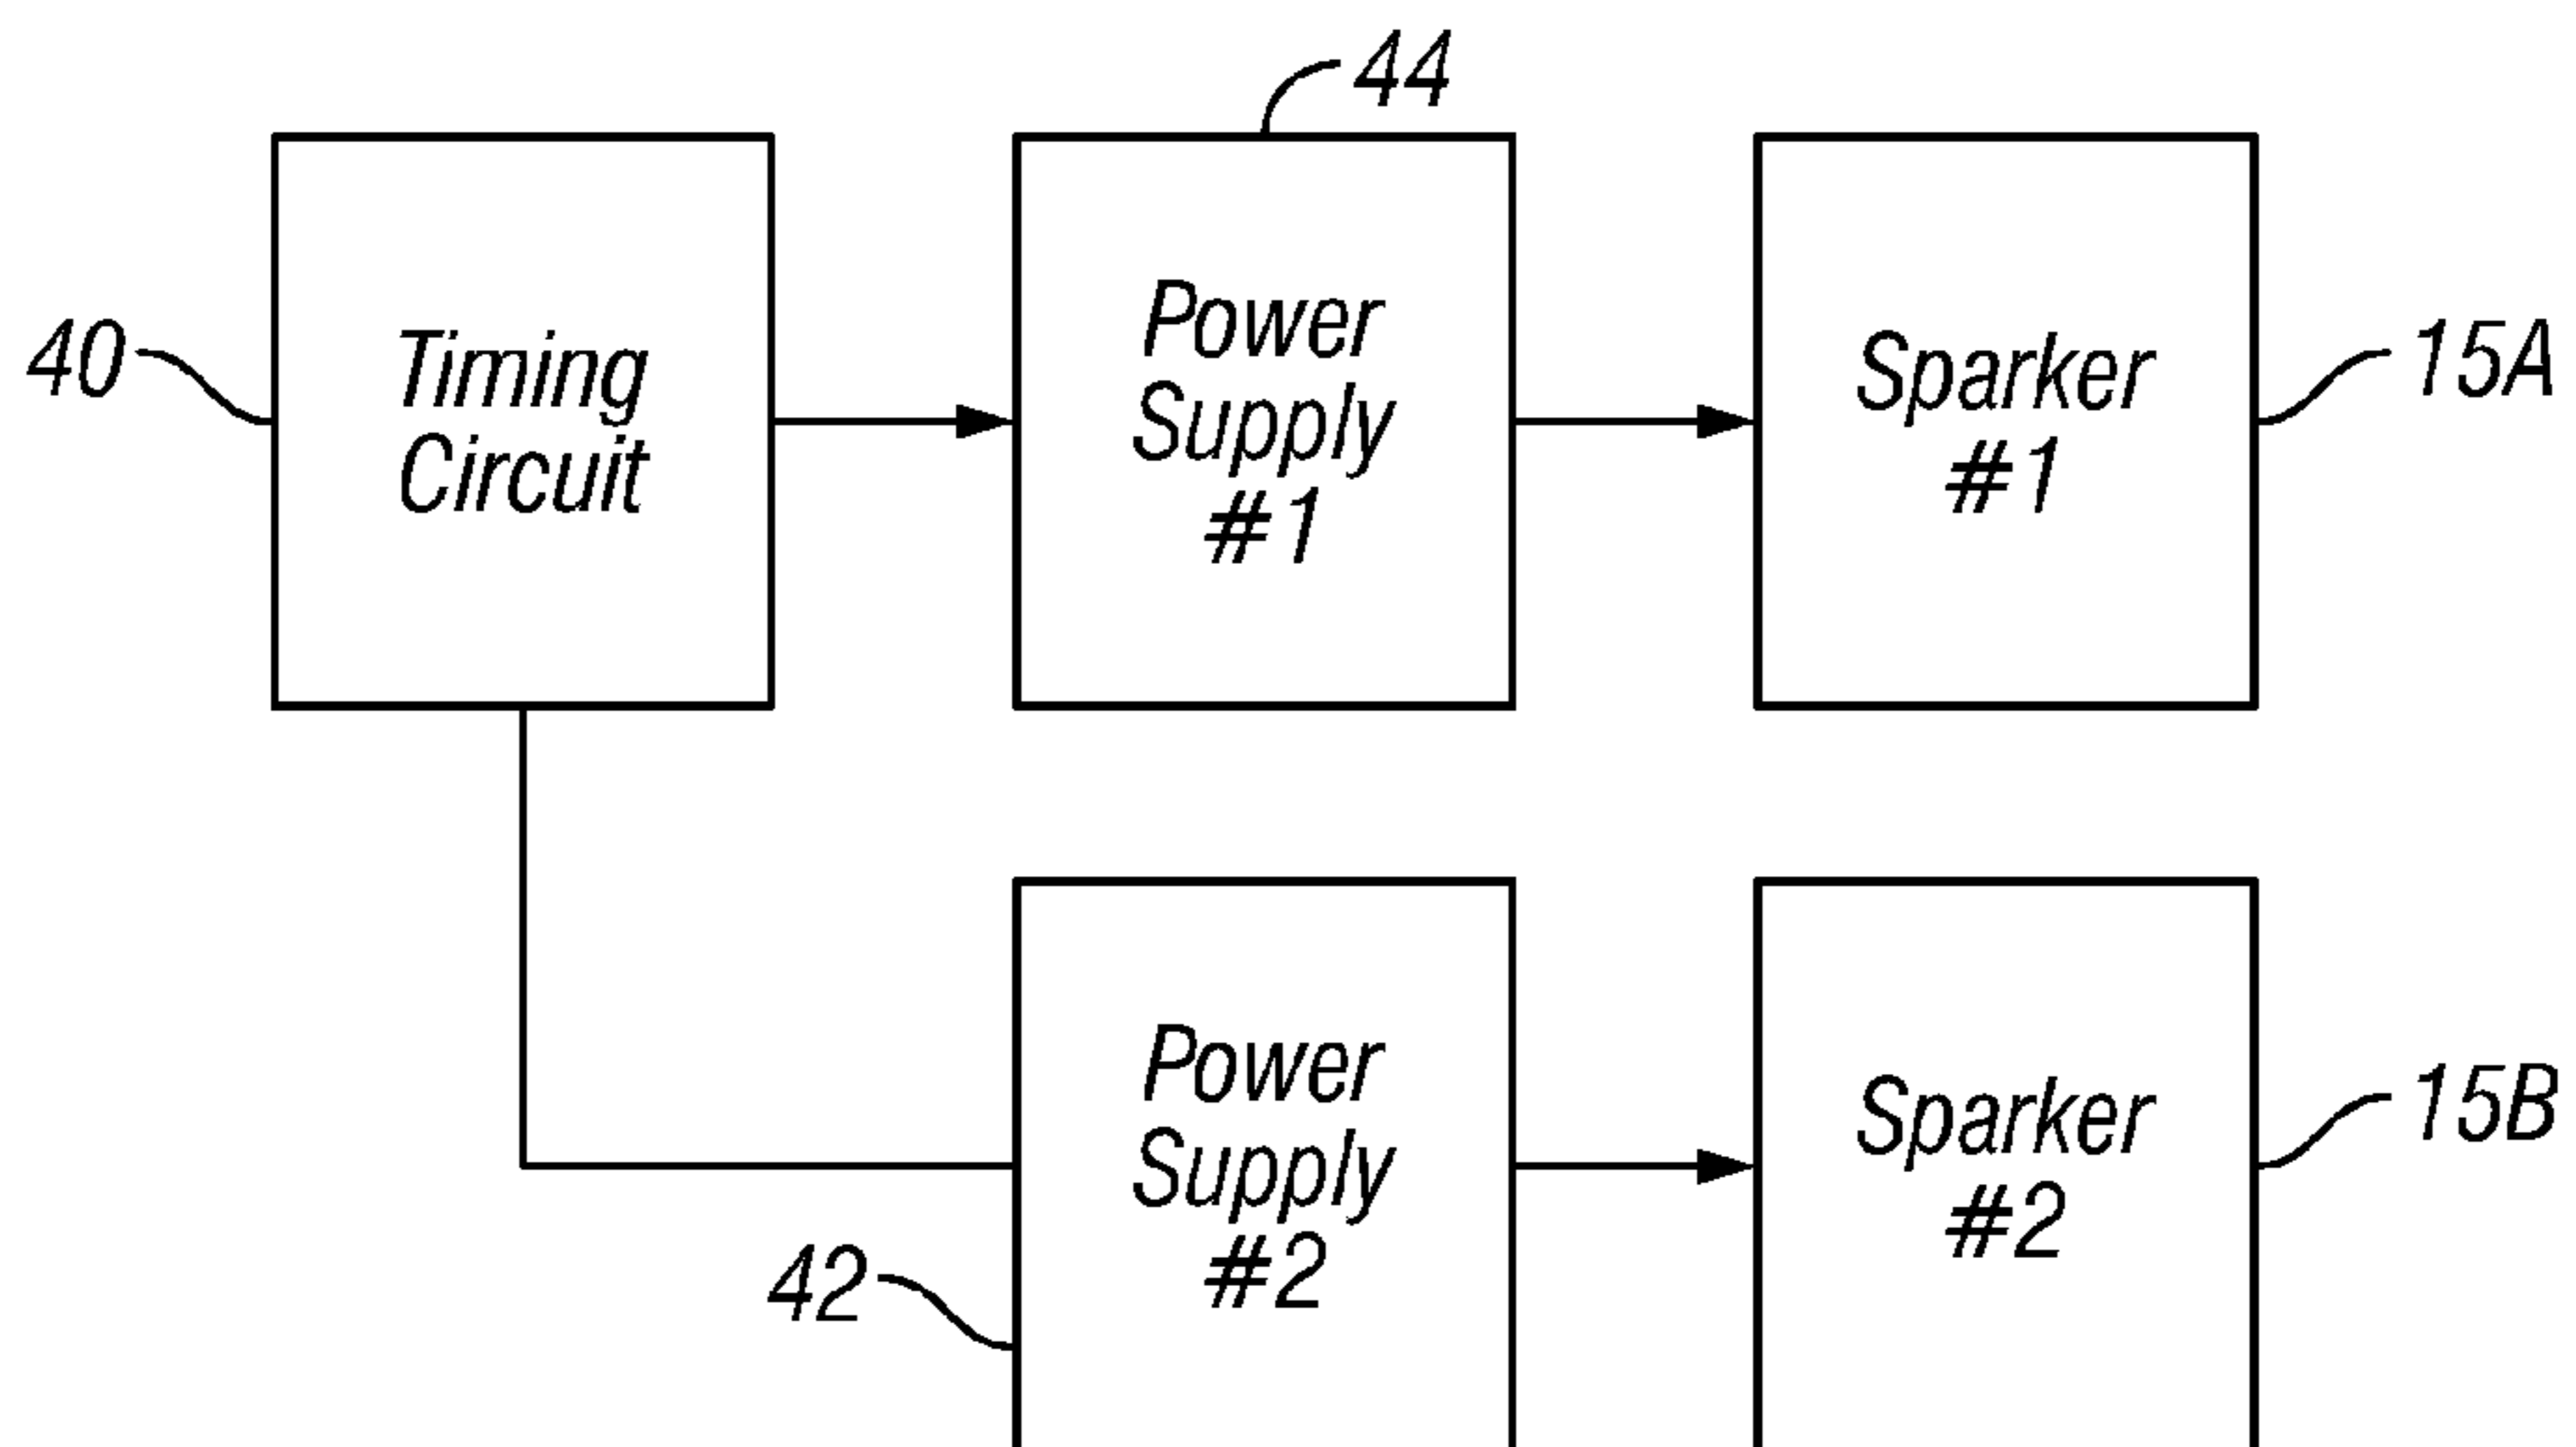 44
40
Timing
Circuit
Power
Supply
#1
Sparker
#1
15A
Power
Supply
#2
42
Sparker
#2
15B